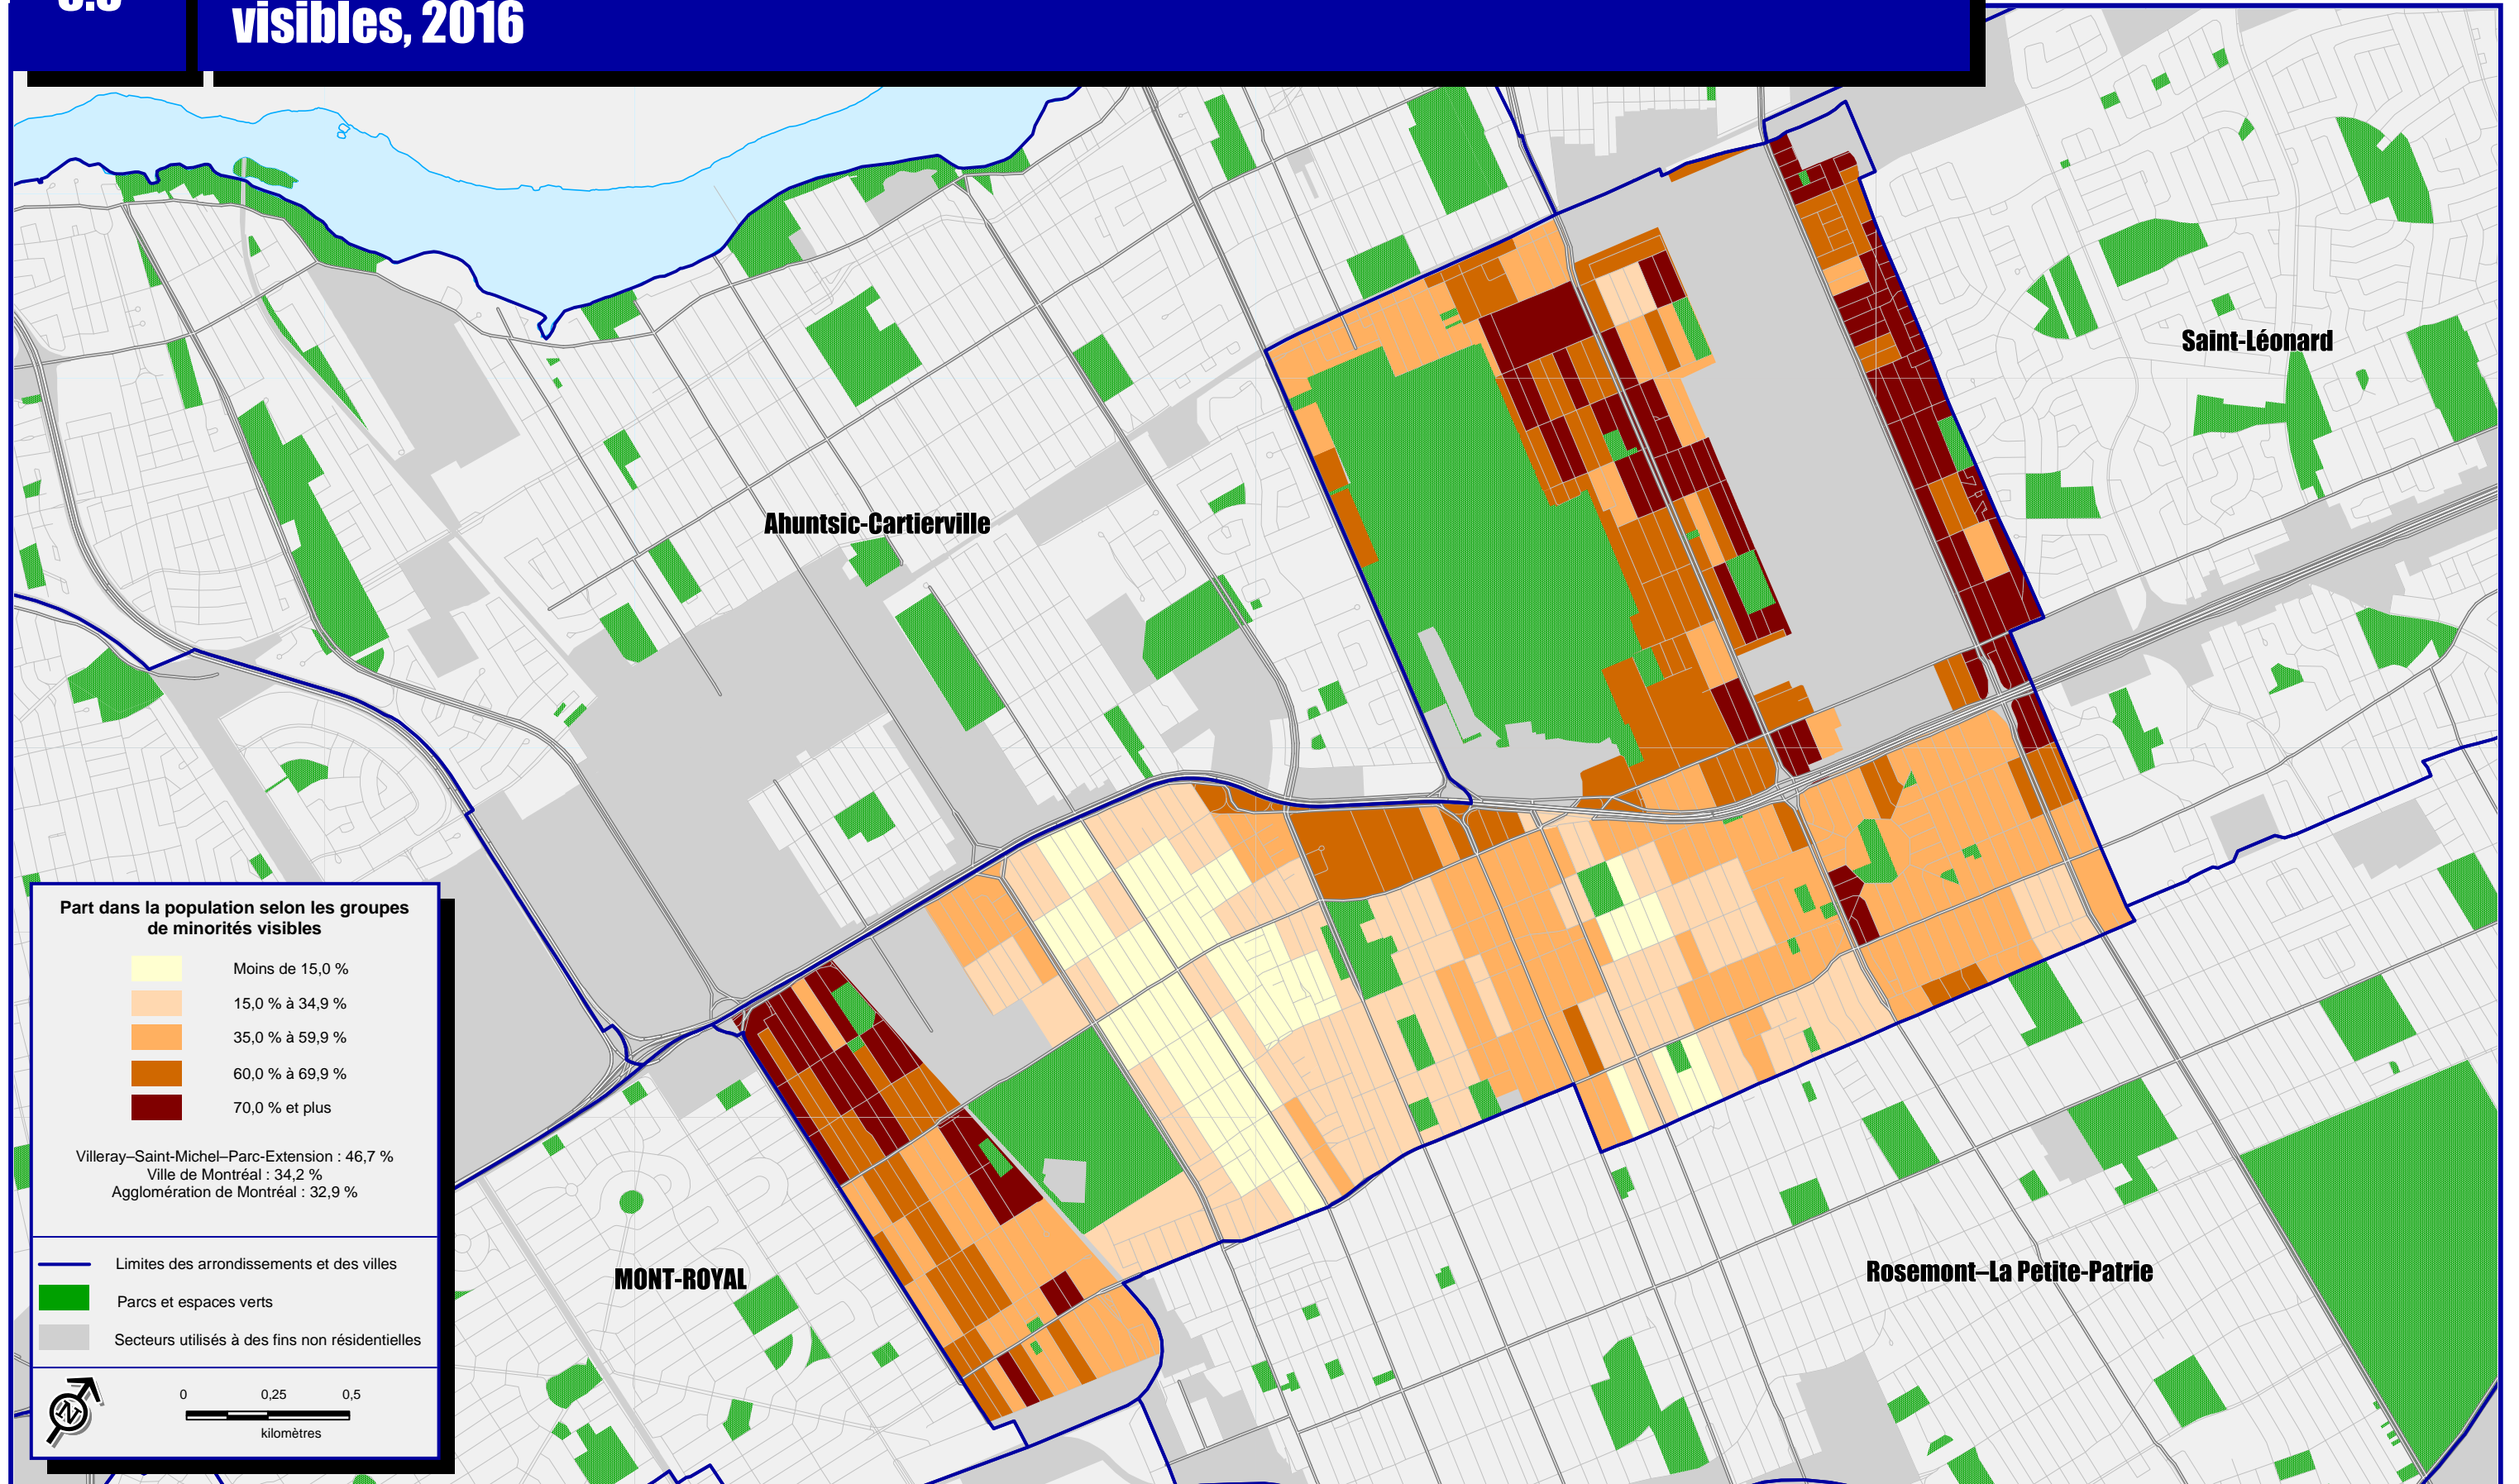 visibles, 2016
Saint-Léonard
Ahuntsic-Cartierville
Part dans la population selon les groupes
de minorités visibles
Moins de 15,0 %
15,0 % à 34,9 %
35,0 % à 59,9 %
60,0 % à 69,9 %
70,0 % et plus
Villeray–Saint-Michel–Parc-Extension : 46,7 %
Ville de Montréal : 34,2 %
Agglomération de Montréal : 32,9 %
Limites des arrondissements et des villes
Parcs et espaces verts
Secteurs utilisés à des fins non résidentielles
N
0 0,25 0,5
kilomètres
MONT-ROYAL
Rosemont–La Petite-Patrie